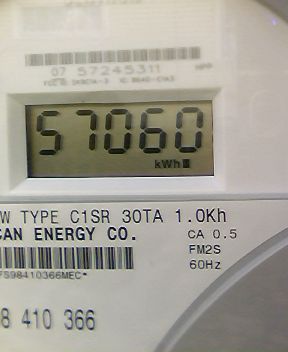 07 57245311
57060
kWh
W TYPE C1SR 30TA 1.0Kh
CAN ENERGY CO.
CA 0.5
FM2S
60Hz
FS98410366MEC*
8 410 366